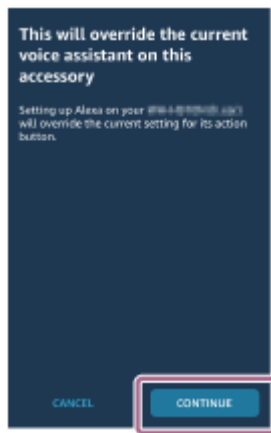 This will override the current
voice assistant on this
accessory
Setting up Alexa on your
will override the current setting for its action
button.
CANCEL
CONTINUE